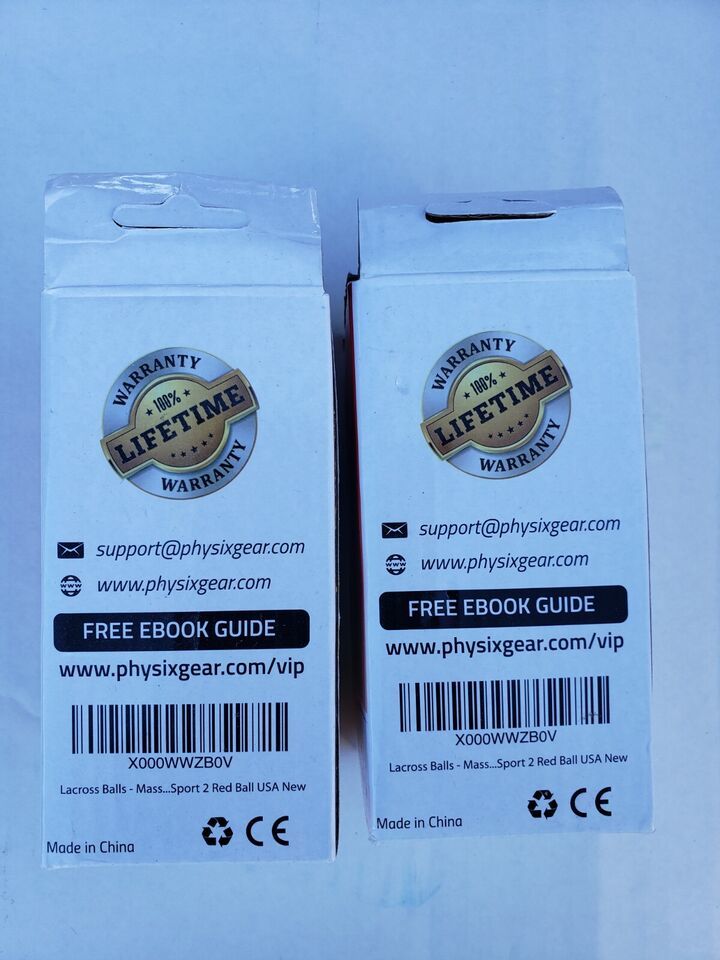 WARRANTY
100%
LIFETIME
WARRANTY
support@physixgear.com
www.physixgear.com
FREE EBOOK GUIDE
www.physixgear.com/vip
X000WWZB0V
Lacross Balls - Mass...Sport 2 Red Ball USA New
CE
Made in China
WARRANTY
100%
LIFETIME
WARRANTY
support@physixgear.com
WWW
www.physixgear.com
FREE EBOOK GUIDE
www.physixgear.com/vip
X000WWZB0V
Lacross Balls - Mass...Sport 2 Red Ball USA New
CE
Made in China